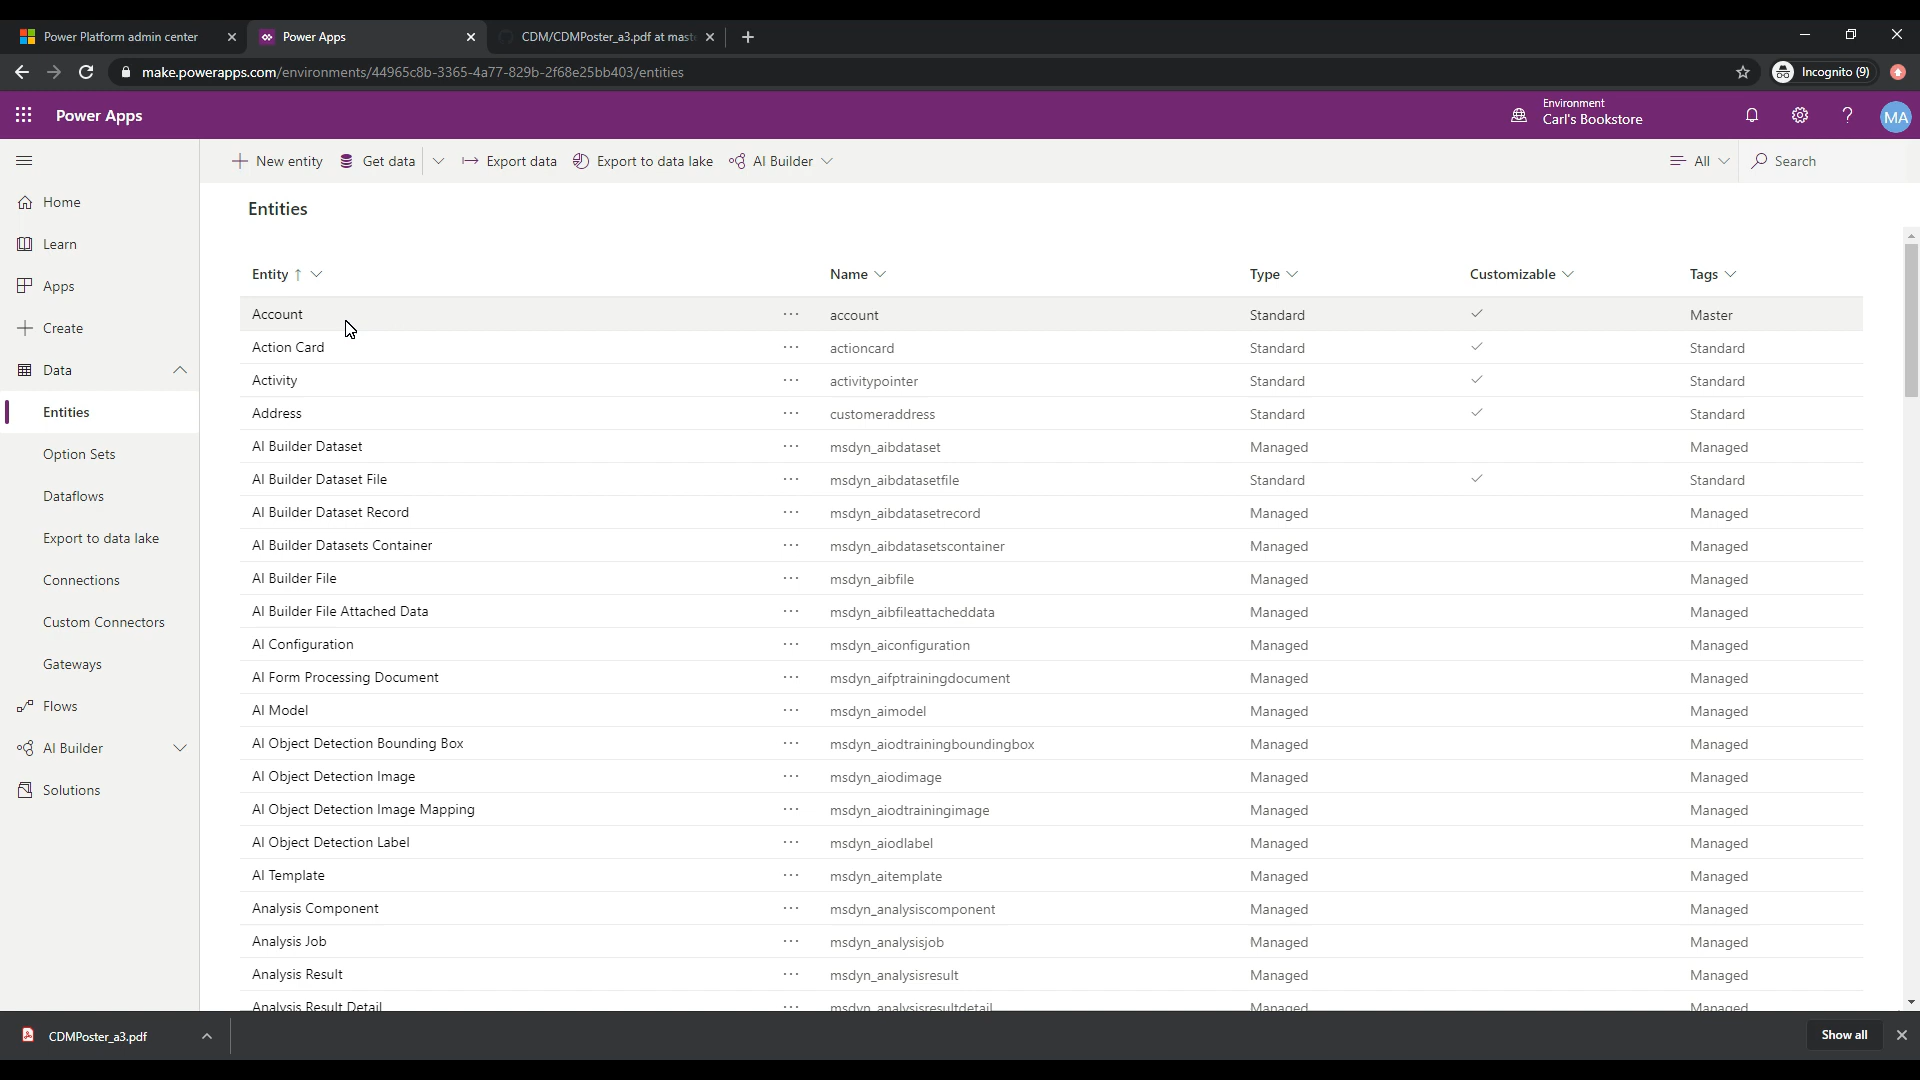 Power Platform admin center
Power Apps
CDM/CDMPoster_a3.pdf at mast
make.powerapps.com/environments/44965c8b-3365-4a77-829b-2f68e25bb403/entities
Incognito (9)
Power Apps
Environment
Carl's Bookstore
?
MA
New entity
Get data
Export data
Export to data lake
AI Builder
All
Search
Home
Learn
Apps
Create
Data
Entities
Option Sets
Dataflows
Export to data lake
Connections
Custom Connectors
Gateways
Flows
AI Builder
Solutions
Entities
Entity ↑ Name Type Customizable Tags
Account ··· account Standard ✓ Master
Action Card ··· actioncard Standard ✓ Standard
Activity ··· activitypointer Standard ✓ Standard
Address ··· customeraddress Standard ✓ Standard
AI Builder Dataset ··· msdyn_aibdataset Managed Managed
AI Builder Dataset File ··· msdyn_aibdatasetfile Standard ✓ Standard
AI Builder Dataset Record ··· msdyn_aibdatasetrecord Managed Managed
AI Builder Datasets Container ··· msdyn_aibdatasetscontainer Managed Managed
AI Builder File ··· msdyn_aibfile Managed Managed
AI Builder File Attached Data ··· msdyn_aibfileattacheddata Managed Managed
AI Configuration ··· msdyn_aiconfiguration Managed Managed
AI Form Processing Document ··· msdyn_aifptrainingdocument Managed Managed
AI Model ··· msdyn_aimodel Managed Managed
AI Object Detection Bounding Box ··· msdyn_aiodtrainingboundingbox Managed Managed
AI Object Detection Image ··· msdyn_aiodimage Managed Managed
AI Object Detection Image Mapping ··· msdyn_aiodtrainingimage Managed Managed
AI Object Detection Label ··· msdyn_aiodlabel Managed Managed
AI Template ··· msdyn_aitemplate Managed Managed
Analysis Component ··· msdyn_analysiscomponent Managed Managed
Analysis Job ··· msdyn_analysisjob Managed Managed
Analysis Result ··· msdyn_analysisresult Managed Managed
Analysis Result Detail ··· msdyn_analysisresultdetail Managed Managed
CDMPoster_a3.pdf
Show all